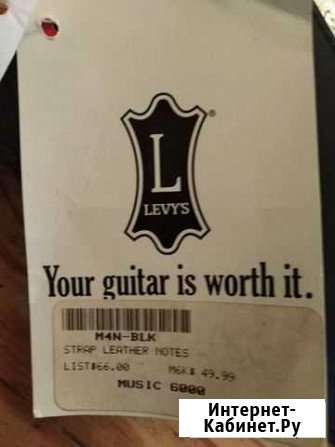 L
LEVY'S
®
Your guitar is worth it.
M4N-BLK
STRAP LEATHER NOTES
LIST$66.00 M6K$ 49.99
MUSIC 6000
Интернет-
Кабинет.Ру